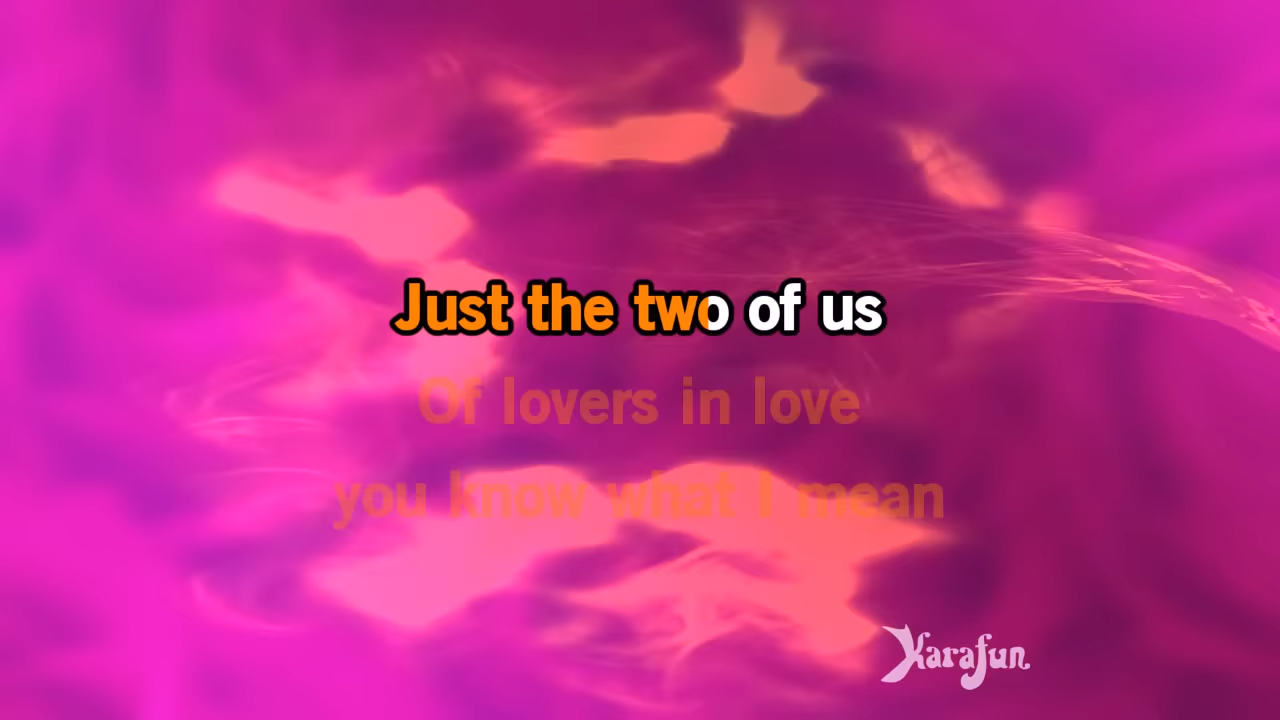 Just the two of us
Of lovers in love
you know what I mean
Karafun